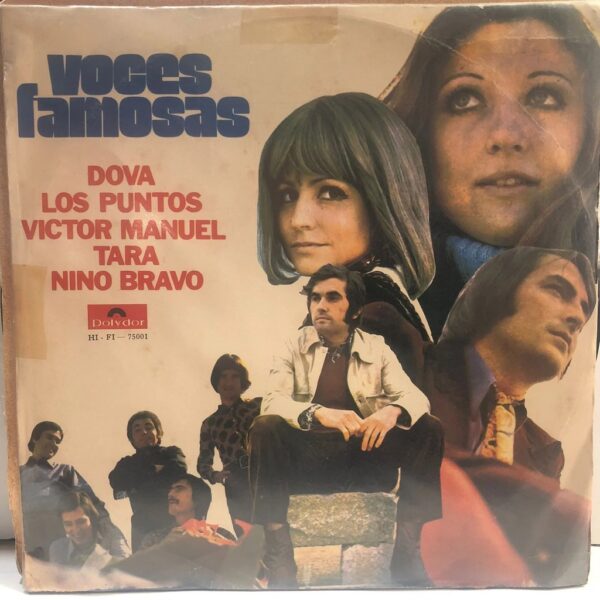 voces
famosas
DOVA
LOS PUNTOS
VICTOR MANUEL
TARA
NINO BRAVO
Polydor
HI - FI — 75001